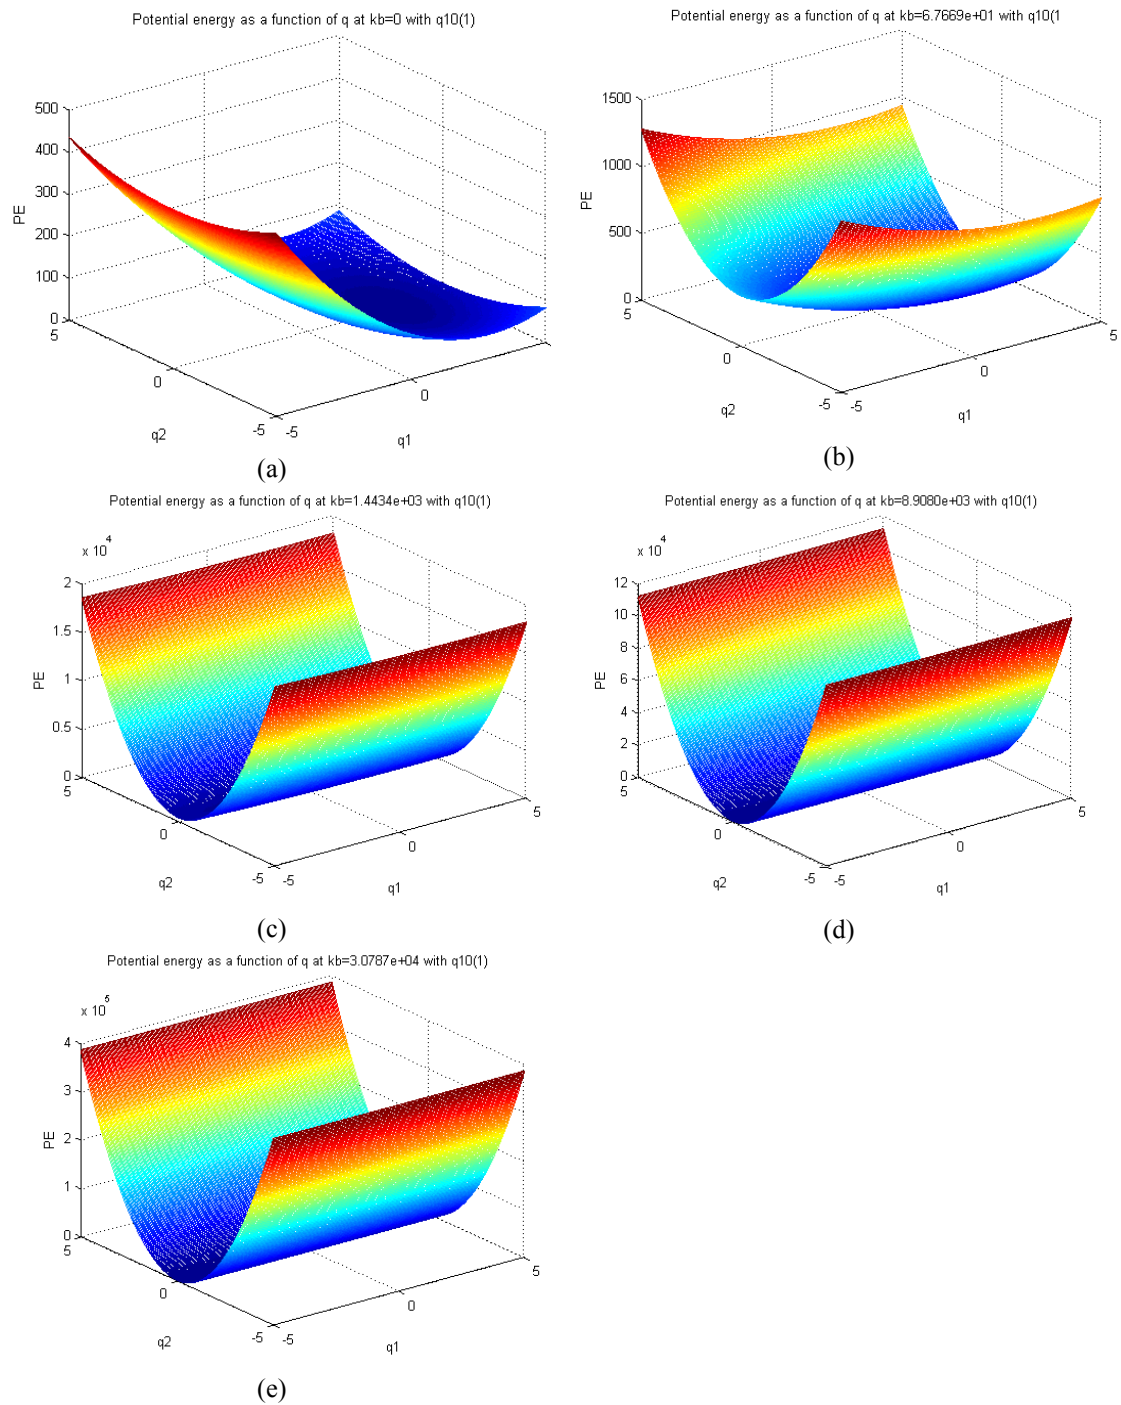 Potential energy as a function of q at kb=0 with q10(1)
500
400
300
200
100
0
PE
5
0
-5
q2
-5
0
q1
(a)
Potential energy as a function of q at kb=6.7669e+01 with q10(1
1500
1000
500
0
PE
5
0
-5
q2
-5
0
5
q1
(b)
Potential energy as a function of q at kb=1.4434e+03 with q10(1)
x 10^4
2
1.5
1
0.5
0
PE
5
0
-5
q2
-5
0
5
q1
(c)
Potential energy as a function of q at kb=8.9080e+03 with q10(1)
x 10^4
12
10
8
6
4
2
0
PE
5
0
-5
q2
-5
0
5
q1
(d)
Potential energy as a function of q at kb=3.0787e+04 with q10(1)
x 10^5
4
3
2
1
0
PE
5
0
-5
q2
-5
0
5
q1
(e)